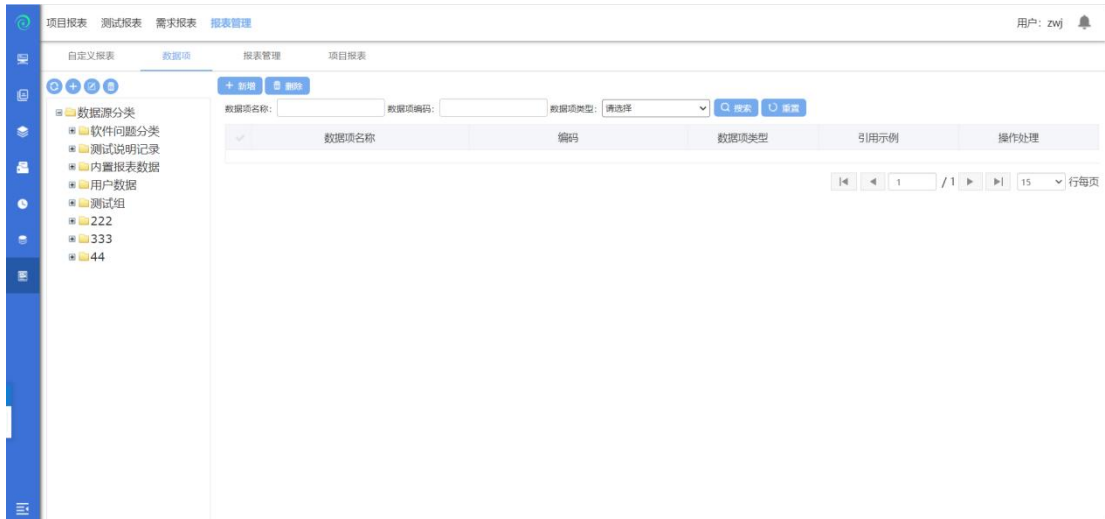 项目报表 测试报表 需求报表 报表管理 用户：zwj
自定义报表 数据项 报表管理 项目报表
新增 删除
数据项名称： 数据项编码： 数据项类型： 请选择 搜索 重置
数据项名称 编码 数据项类型 引用示例 操作处理
1 / 1 15 行每页
数据源分类
软件问题分类
测试说明记录
内置报表数据
用户数据
测试组
222
333
44